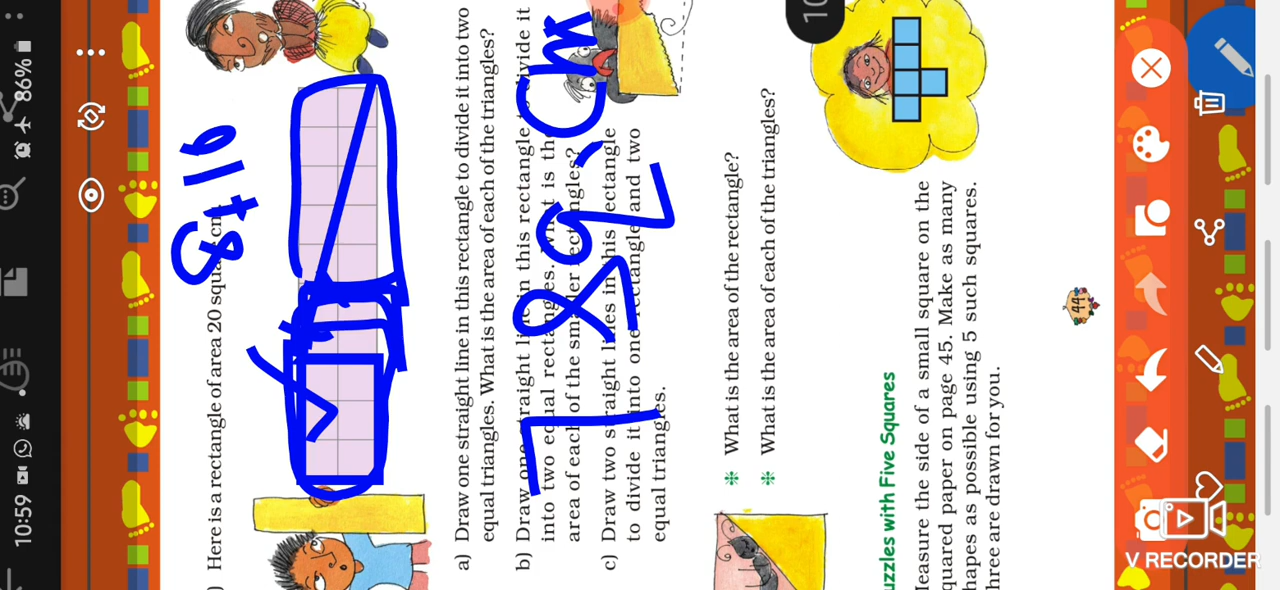 10:59
86%
) Here is a rectangle of area 20 square cm.
a) Draw one straight line in this rectangle to divide it into two
equal triangles. What is the area of each of the triangles?
b) Draw one straight line in this rectangle to divide it
into two equal rectangles. What is the
area of each of the smaller rectangles?
c) Draw two straight lines in this rectangle
to divide it into one rectangle and two
equal triangles.
❉ What is the area of the rectangle?
❉ What is the area of each of the triangles?
uzzles with Five Squares
easure the side of a small square on the
quared paper on page 45. Make as many
hapes as possible using 5 such squares.
hree are drawn for you.
44
10
V RECORDER